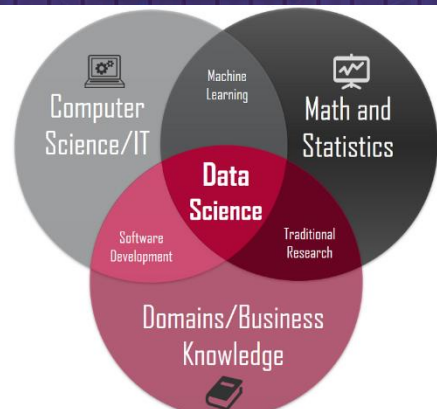 Machine
Learning
Computer
Science/IT
Math and
Statistics
Data
Science
Software
Development
Traditional
Research
Domains/Business
Knowledge